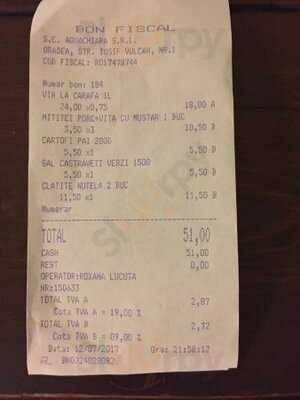 BON FISCAL
S.C. ADRACHIARA S.R.L.
ORADEA, STR. IOSIF VULCAN, NR.1
COD FISCAL: RO17478744
Numar bon: 184
VIN LA CARAFA 1L
24,00 x0,75 18,00 A
MITITEI PORC+VITA CU MUSTAR 1 BUC
3,50 x3 10,50 B
CARTOFI PAI 200G
5,50 x1 5,50 B
SAL CASTRAVETI VERZI 150G
5,50 x1 5,50 B
CLATITE NUTELA 2 BUC
11,50 x1 11,50 B
Numerar
TOTAL 51,00
CASH 51,00
REST 0,00
OPERATOR:ROXANA LUCUTA
NR:150633
TOTAL TVA A 2,87
Cota TVA A = 19,00 %
TOTAL TVA B 2,72
Cota TVA B = 09,00 %
Data: 12/07/2017 Ora: 21:58:12